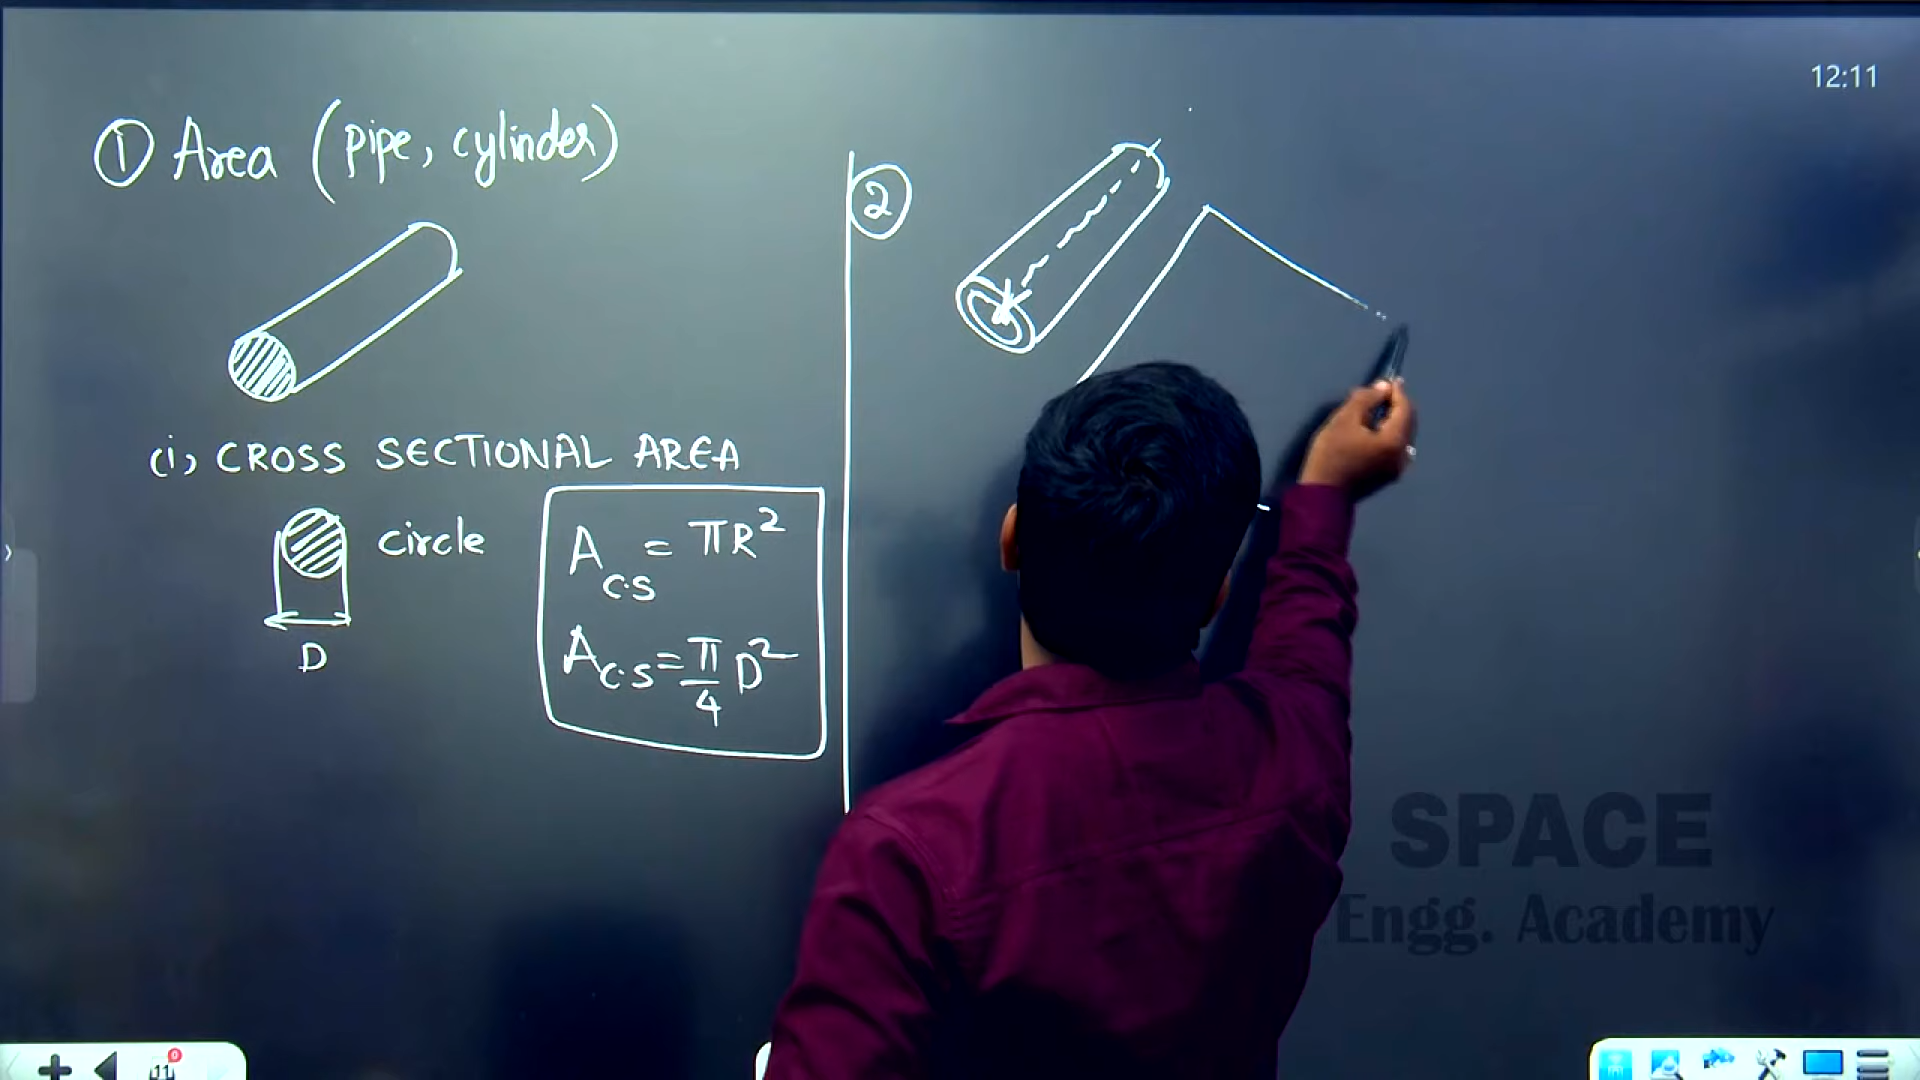 12:11
① Area (pipe, cylinder)
(i) CROSS SECTIONAL AREA
circle
D
A c.s = πR²
A c.s = π/4 D²
②
SPACE
Engg. Academy